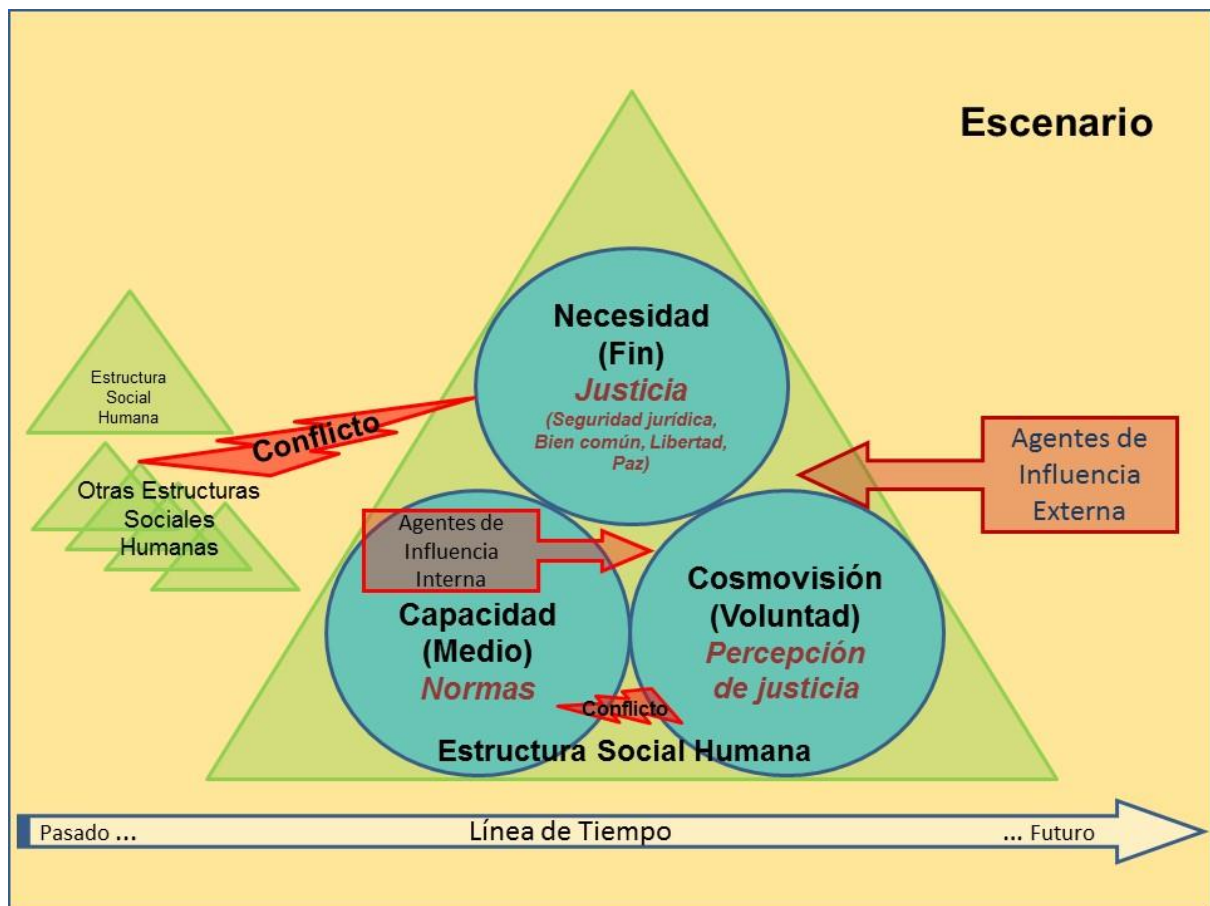 Escenario
Necesidad
(Fin)
Justicia
(Seguridad jurídica,
Bien común, Libertad,
Paz)
Estructura
Social
Humana
Conflicto
Otras Estructuras
Sociales
Humanas
Agentes de
Influencia
Externa
Agentes de
Influencia
Interna
Capacidad
(Medio)
Normas
Cosmovisión
(Voluntad)
Percepción
de justicia
Conflicto
Estructura Social Humana
Pasado ... Línea de Tiempo ... Futuro